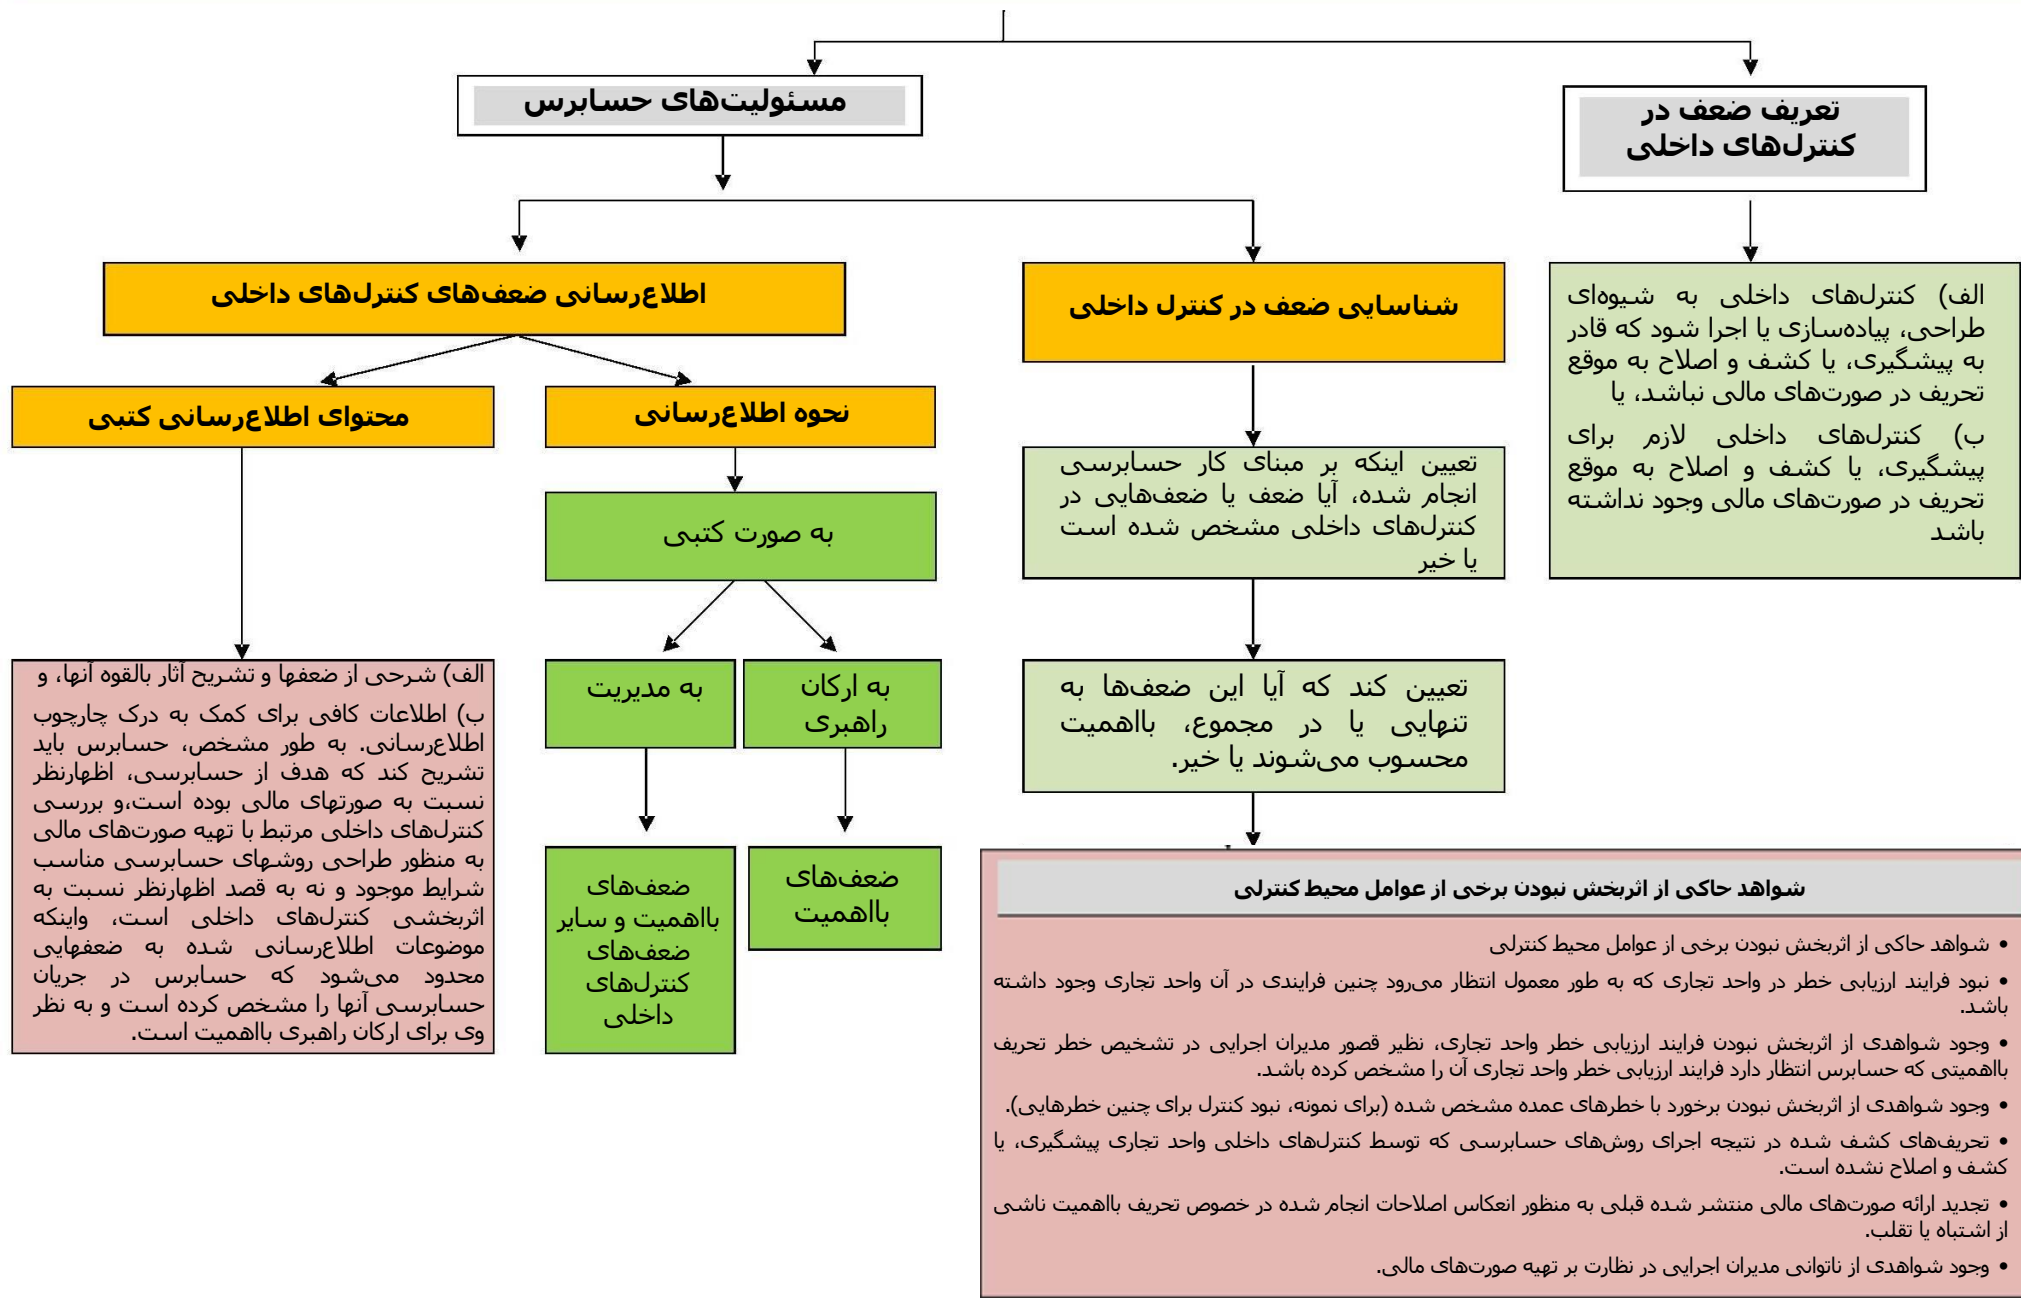 تعریف ضعف در
کنترل‌های داخلی
الف) کنترل‌های داخلی به شیوه‌ای
طراحی، پیاده‌سازی یا اجرا شود که قادر
به پیشگیری، یا کشف و اصلاح به موقع
تحریف در صورت‌های مالی نباشد، یا
ب) کنترل‌های داخلی لازم برای
پیشگیری، یا کشف و اصلاح به موقع
تحریف در صورت‌های مالی وجود نداشته
باشد
مسئولیت‌های حسابرس
شناسایی ضعف در کنترل داخلی
تعیین اینکه بر مبنای کار حسابرسی
انجام شده، آیا ضعف یا ضعف‌هایی در
کنترل‌های داخلی مشخص شده است
یا خیر
تعیین کند که آیا این ضعف‌ها به
تنهایی یا در مجموع، بااهمیت
محسوب می‌شوند یا خیر.
شواهد حاکی از اثربخش نبودن برخی از عوامل محیط کنترلی
• شواهد حاکی از اثربخش نبودن برخی از عوامل محیط کنترلی
• نبود فرایند ارزیابی خطر در واحد تجاری که به طور معمول انتظار می‌رود چنین فرایندی در آن واحد تجاری وجود داشته
باشد.
• وجود شواهدی از اثربخش نبودن فرایند ارزیابی خطر واحد تجاری، نظیر قصور مدیران اجرایی در تشخیص خطر تحریف
بااهمیتی که حسابرس انتظار دارد فرایند ارزیابی خطر واحد تجاری آن را مشخص کرده باشد.
• وجود شواهدی از اثربخش نبودن برخورد با خطرهای عمده مشخص شده (برای نمونه، نبود کنترل برای چنین خطرهایی).
• تحریف‌های کشف شده در نتیجه اجرای روش‌های حسابرسی که توسط کنترل‌های داخلی واحد تجاری پیشگیری، یا
کشف و اصلاح نشده است.
• تجدید ارائه صورت‌های مالی منتشر شده قبلی به منظور انعکاس اصلاحات انجام شده در خصوص تحریف بااهمیت ناشی
از اشتباه یا تقلب.
• وجود شواهدی از ناتوانی مدیران اجرایی در نظارت بر تهیه صورت‌های مالی.
اطلاع‌رسانی ضعف‌های کنترل‌های داخلی
نحوه اطلاع‌رسانی
به صورت کتبی
به ارکان
راهبری
ضعف‌های
بااهمیت
به مدیریت
ضعف‌های
بااهمیت و سایر
ضعف‌های
کنترل‌های
داخلی
محتوای اطلاع‌رسانی کتبی
الف) شرحی از ضعفها و تشریح آثار بالقوه آنها، و
ب) اطلاعات کافی برای کمک به درک چارچوب
اطلاع‌رسانی. به طور مشخص، حسابرس باید
تشریح کند که هدف از حسابرسی، اظهارنظر
نسبت به صورتهای مالی بوده است،و بررسی
کنترل‌های داخلی مرتبط با تهیه صورت‌های مالی
به منظور طراحی روشهای حسابرسی مناسب
شرایط موجود و نه به قصد اظهارنظر نسبت به
اثربخشی کنترل‌های داخلی است، واینکه
موضوعات اطلاع‌رسانی شده به ضعفهایی
محدود می‌شود که حسابرس در جریان
حسابرسی آنها را مشخص کرده است و به نظر
وی برای ارکان راهبری بااهمیت است.